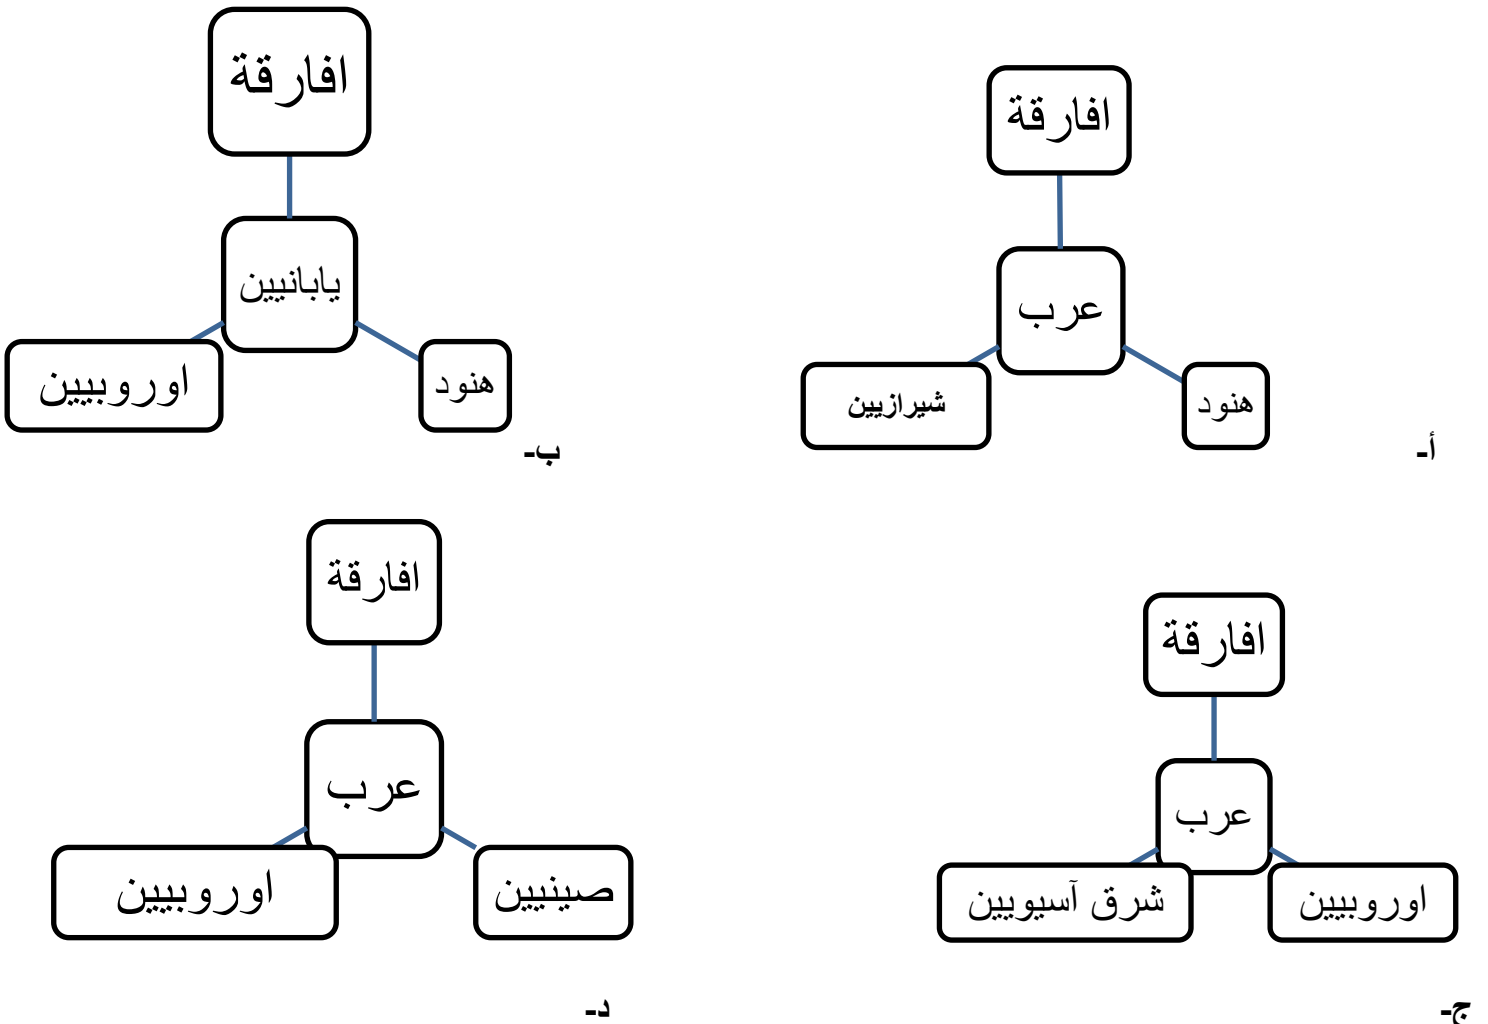 افارقة
عرب
شيرازيين
هنود
أ-
افارقة
يابانيين
اوروبيين
هنود
ب-
افارقة
عرب
شرق آسيويين
اوروبيين
ج-
افارقة
عرب
اوروبيين
صينيين
د-